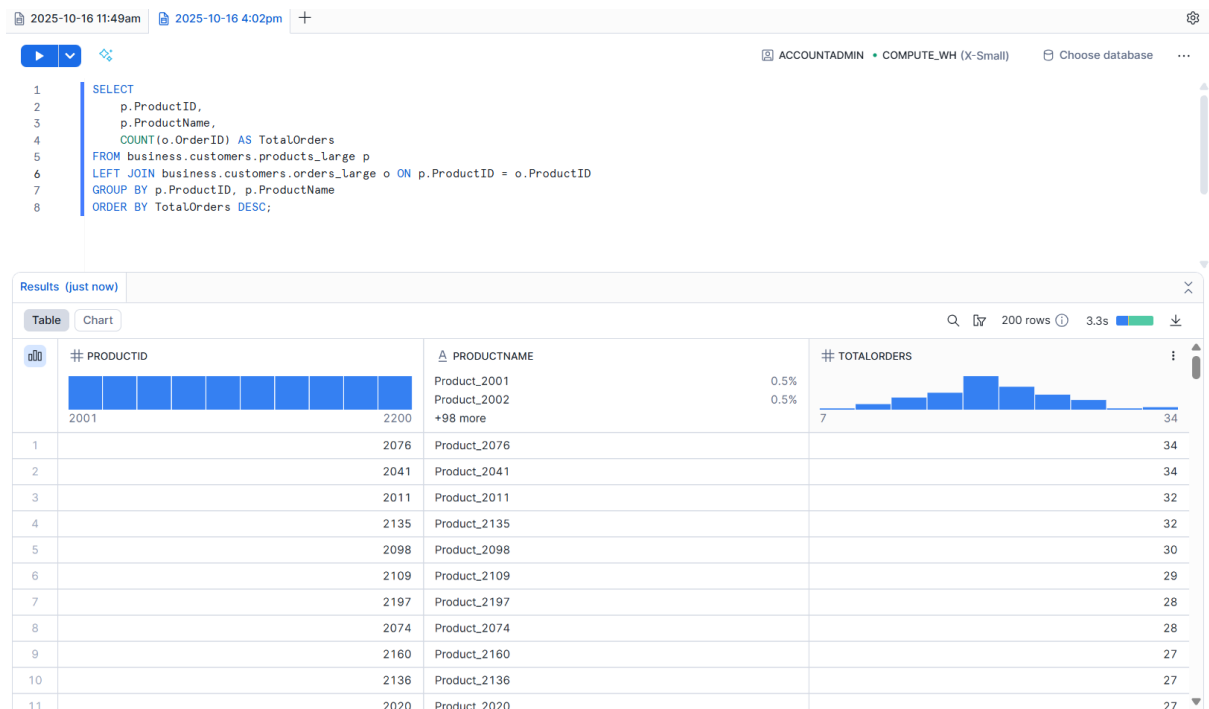 2025-10-16 11:49am
2025-10-16 4:02pm
ACCOUNTADMIN • COMPUTE_WH (X-Small)
Choose database
1 SELECT
2 p.ProductID,
3 p.ProductName,
4 COUNT(o.OrderID) AS TotalOrders
5 FROM business.customers.products_large p
6 LEFT JOIN business.customers.orders_large o ON p.ProductID = o.ProductID
7 GROUP BY p.ProductID, p.ProductName
8 ORDER BY TotalOrders DESC;
Results (just now)
Table Chart
200 rows 3.3s
PRODUCTID PRODUCTNAME TOTALORDERS
Product_2001 0.5%
Product_2002 0.5%
2001 2200 +98 more 7 34
1 2076 Product_2076 34
2 2041 Product_2041 34
3 2011 Product_2011 32
4 2135 Product_2135 32
5 2098 Product_2098 30
6 2109 Product_2109 29
7 2197 Product_2197 28
8 2074 Product_2074 28
9 2160 Product_2160 27
10 2136 Product_2136 27
11 2020 Product_2020 27